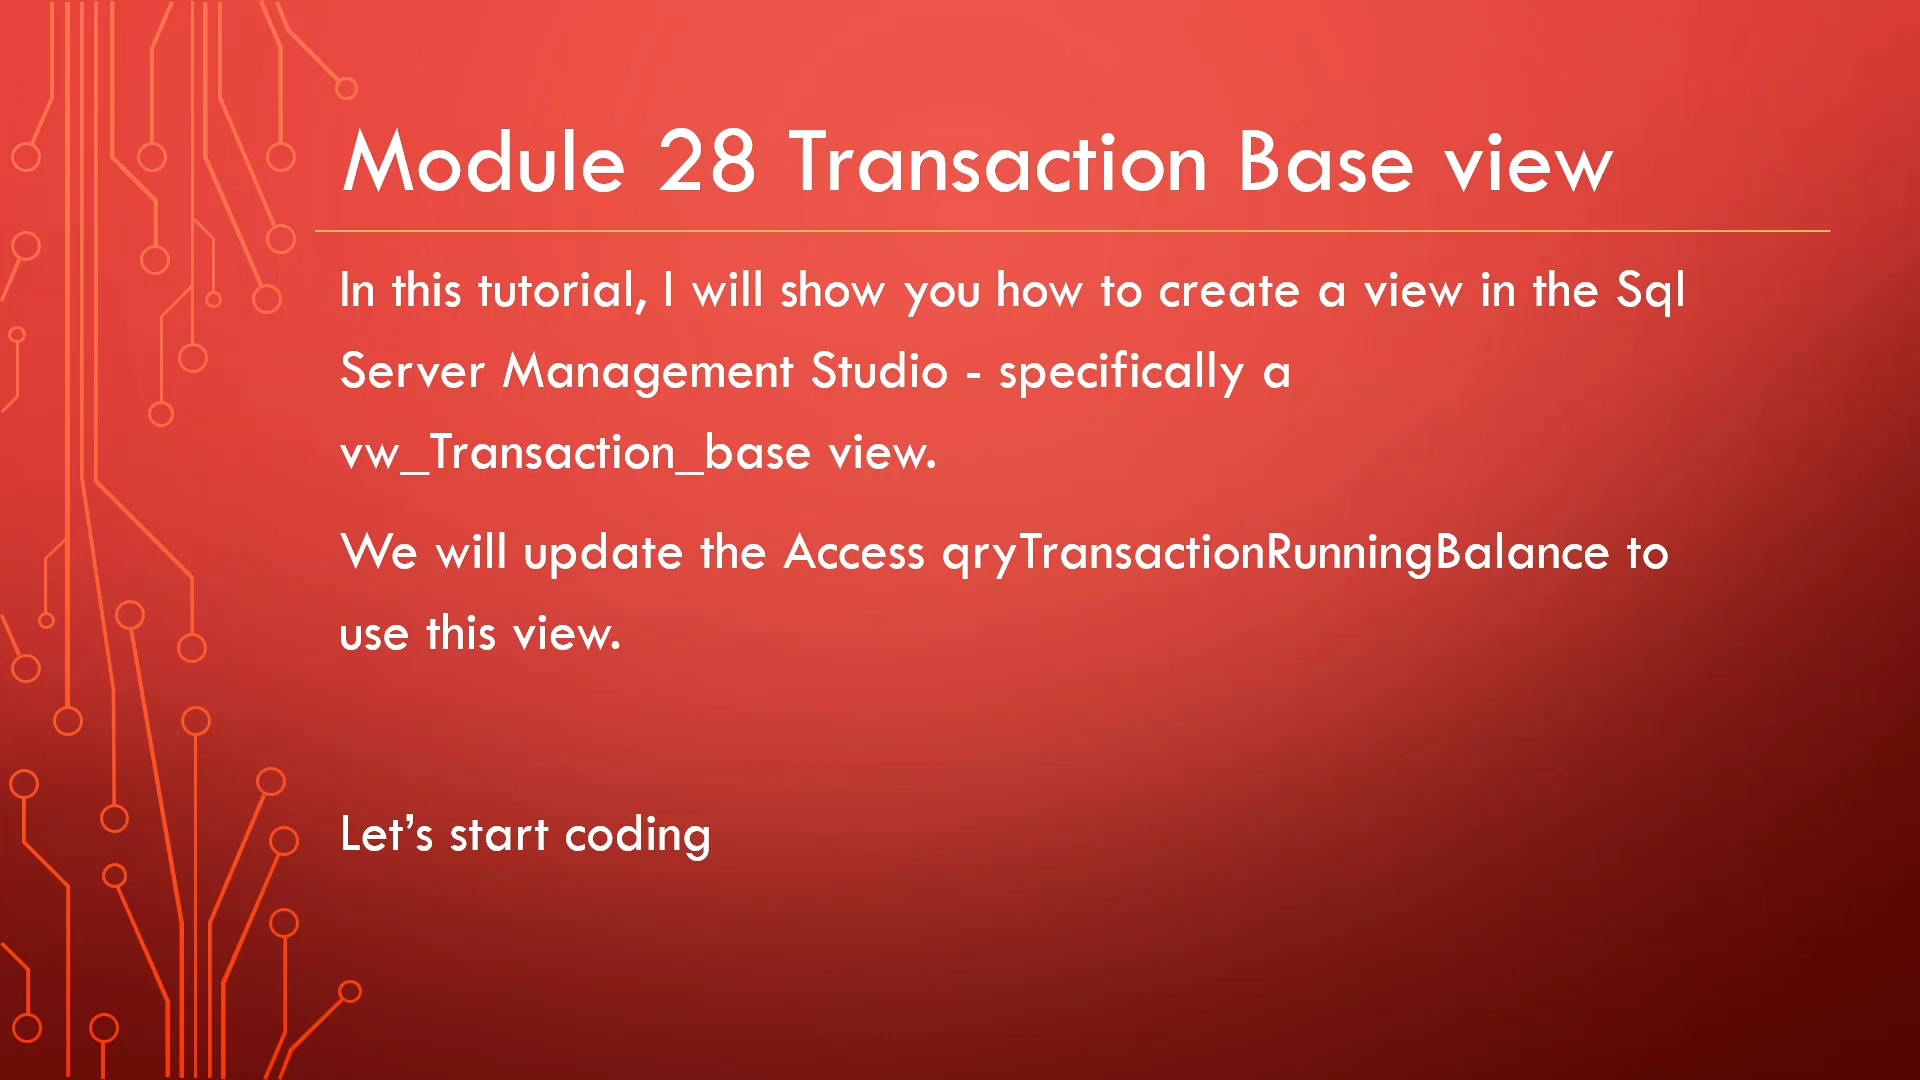 Module 28 Transaction Base view
In this tutorial, I will show you how to create a view in the Sql
Server Management Studio - specifically a
vw_Transaction_base view.
We will update the Access qryTransactionRunningBalance to
use this view.
Let’s start coding